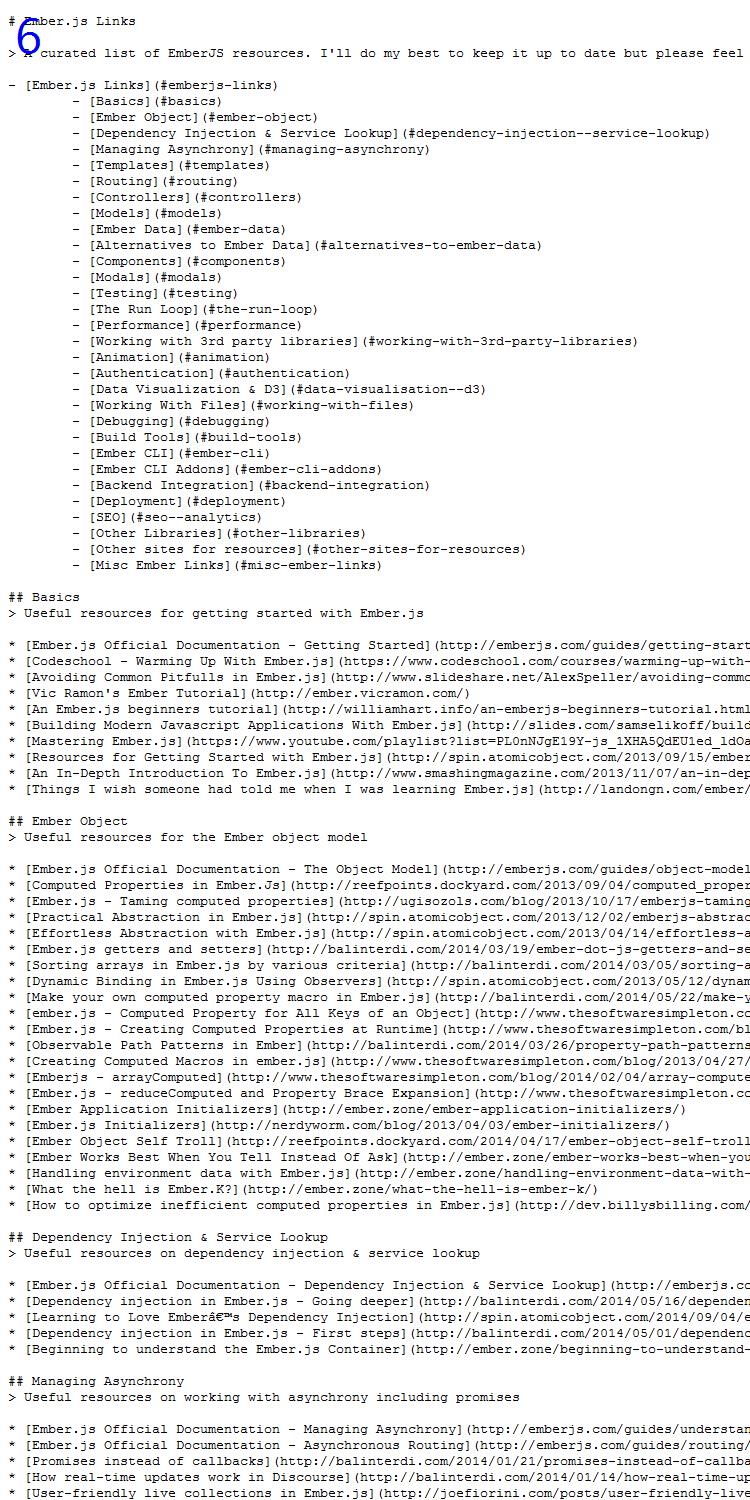 # Ember.js Links
6
> A curated list of EmberJS resources. I'll do my best to keep it up to date but please feel
- [Ember.js Links](#emberjs-links)
- [Basics](#basics)
- [Ember Object](#ember-object)
- [Dependency Injection & Service Lookup](#dependency-injection--service-lookup)
- [Managing Asynchrony](#managing-asynchrony)
- [Templates](#templates)
- [Routing](#routing)
- [Controllers](#controllers)
- [Models](#models)
- [Ember Data](#ember-data)
- [Alternatives to Ember Data](#alternatives-to-ember-data)
- [Components](#components)
- [Modals](#modals)
- [Testing](#testing)
- [The Run Loop](#the-run-loop)
- [Performance](#performance)
- [Working with 3rd party libraries](#working-with-3rd-party-libraries)
- [Animation](#animation)
- [Authentication](#authentication)
- [Data Visualization & D3](#data-visualisation--d3)
- [Working With Files](#working-with-files)
- [Debugging](#debugging)
- [Build Tools](#build-tools)
- [Ember CLI](#ember-cli)
- [Ember CLI Addons](#ember-cli-addons)
- [Backend Integration](#backend-integration)
- [Deployment](#deployment)
- [SEO](#seo--analytics)
- [Other Libraries](#other-libraries)
- [Other sites for resources](#other-sites-for-resources)
- [Misc Ember Links](#misc-ember-links)
## Basics
> Useful resources for getting started with Ember.js
* [Ember.js Official Documentation - Getting Started](http://emberjs.com/guides/getting-start
* [Codeschool - Warming Up With Ember.js](https://www.codeschool.com/courses/warming-up-with-
* [Avoiding Common Pitfulls in Ember.js](http://www.slideshare.net/AlexSpeller/avoiding-commo
* [Vic Ramon's Ember Tutorial](http://ember.vicramon.com/)
* [An Ember.js beginners tutorial](http://williamhart.info/an-emberjs-beginners-tutorial.html
* [Building Modern Javascript Applications With Ember.js](http://slides.com/samselikoff/build
* [Mastering Ember.js](https://www.youtube.com/playlist?list=PL0nNJgE19Y-js_1XHA5QdEU1ed_ldOa
* [Resources for Getting Started with Ember.js](http://spin.atomicobject.com/2013/09/15/ember
* [An In-Depth Introduction To Ember.js](http://www.smashingmagazine.com/2013/11/07/an-in-dep
* [Things I wish someone had told me when I was learning Ember.js](http://landongn.com/ember/
## Ember Object
> Useful resources for the Ember object model
* [Ember.js Official Documentation - The Object Model](http://emberjs.com/guides/object-model
* [Computed Properties in Ember.Js](http://reefpoints.dockyard.com/2013/09/04/computed_proper
* [Ember.js - Taming computed properties](http://ugisozols.com/blog/2013/10/17/emberjs-taming
* [Practical Abstraction in Ember.js](http://spin.atomicobject.com/2013/12/02/emberjs-abstrac
* [Effortless Abstraction with Ember.js](http://spin.atomicobject.com/2013/04/14/effortless-a
* [Ember.js getters and setters](http://balinterdi.com/2014/03/19/ember-dot-js-getters-and-se
* [Sorting arrays in Ember.js by various criteria](http://balinterdi.com/2014/03/05/sorting-a
* [Dynamic Binding in Ember.js Using Observers](http://spin.atomicobject.com/2013/05/12/dynam
* [Make your own computed property macro in Ember.js](http://balinterdi.com/2014/05/22/make-y
* [ember.js - Computed Property for All Keys of an Object](http://www.thesoftwaresimpleton.co
* [Ember.js - Creating Computed Properties at Runtime](http://www.thesoftwaresimpleton.com/bl
* [Observable Path Patterns in Ember](http://balinterdi.com/2014/03/26/property-path-patterns
* [Creating Computed Macros in ember.js](http://www.thesoftwaresimpleton.com/blog/2013/04/27/
* [Emberjs - arrayComputed](http://www.thesoftwaresimpleton.com/blog/2014/02/04/array-compute
* [Ember.js - reduceComputed and Property Brace Expansion](http://www.thesoftwaresimpleton.co
* [Ember Application Initializers](http://ember.zone/ember-application-initializers/)
* [Ember.js Initializers](http://nerdyworm.com/blog/2013/04/03/ember-initializers/)
* [Ember Object Self Troll](http://reefpoints.dockyard.com/2014/04/17/ember-object-self-troll
* [Ember Works Best When You Tell Instead Of Ask](http://ember.zone/ember-works-best-when-you
* [Handling environment data with Ember.js](http://ember.zone/handling-environment-data-with-
* [What the hell is Ember.K?](http://ember.zone/what-the-hell-is-ember-k/)
* [How to optimize inefficient computed properties in Ember.js](http://dev.billysbilling.com/
## Dependency Injection & Service Lookup
> Useful resources on dependency injection & service lookup
* [Ember.js Official Documentation - Dependency Injection & Service Lookup](http://emberjs.co
* [Dependency injection in Ember.js - Going deeper](http://balinterdi.com/2014/05/16/dependen
* [Learning to Love Emberâ€™s Dependency Injection](http://spin.atomicobject.com/2014/09/04/e
* [Dependency injection in Ember.js - First steps](http://balinterdi.com/2014/05/01/dependenc
* [Beginning to understand the Ember.js Container](http://ember.zone/beginning-to-understand-
## Managing Asynchrony
> Useful resources on working with asynchrony including promises
* [Ember.js Official Documentation - Managing Asynchrony](http://emberjs.com/guides/understan
* [Ember.js Official Documentation - Asynchronous Routing](http://emberjs.com/guides/routing/
* [Promises instead of callbacks](http://balinterdi.com/2014/01/21/promises-instead-of-callba
* [How real-time updates work in Discourse](http://balinterdi.com/2014/01/14/how-real-time-up
* [User-friendly live collections in Ember.js](http://joefiorini.com/posts/user-friendly-live